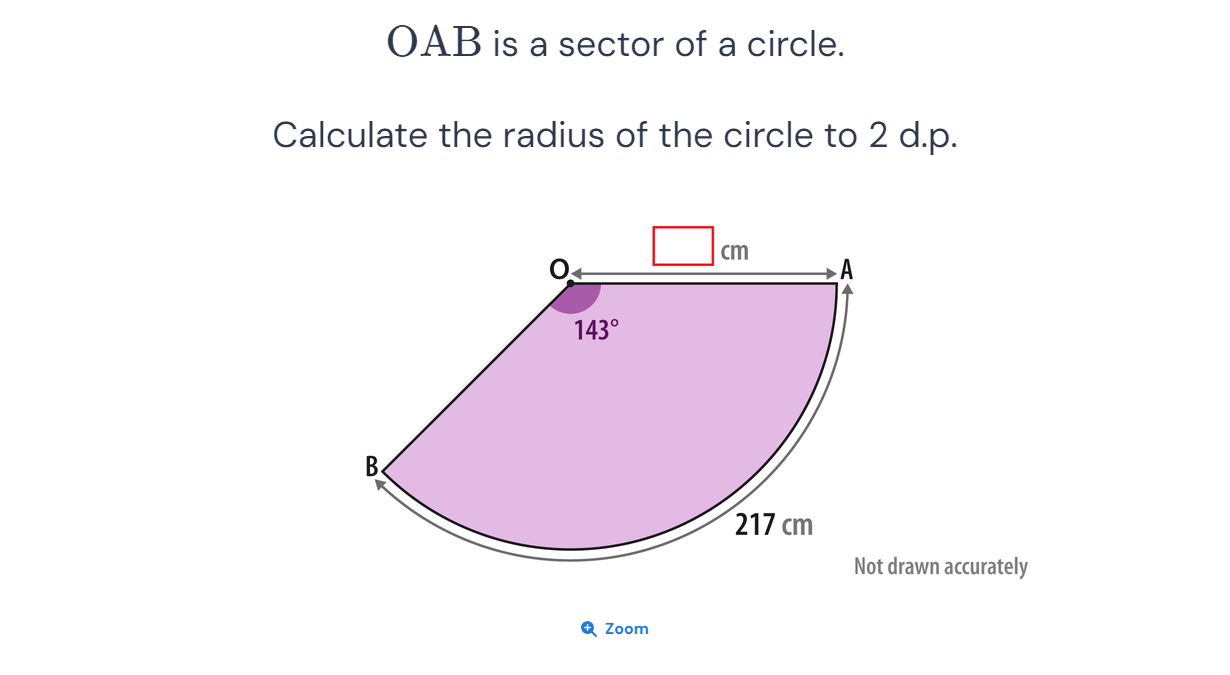 OAB is a sector of a circle.
Calculate the radius of the circle to 2 d.p.
cm
O
A
143°
B
217 cm
Not drawn accurately
Zoom